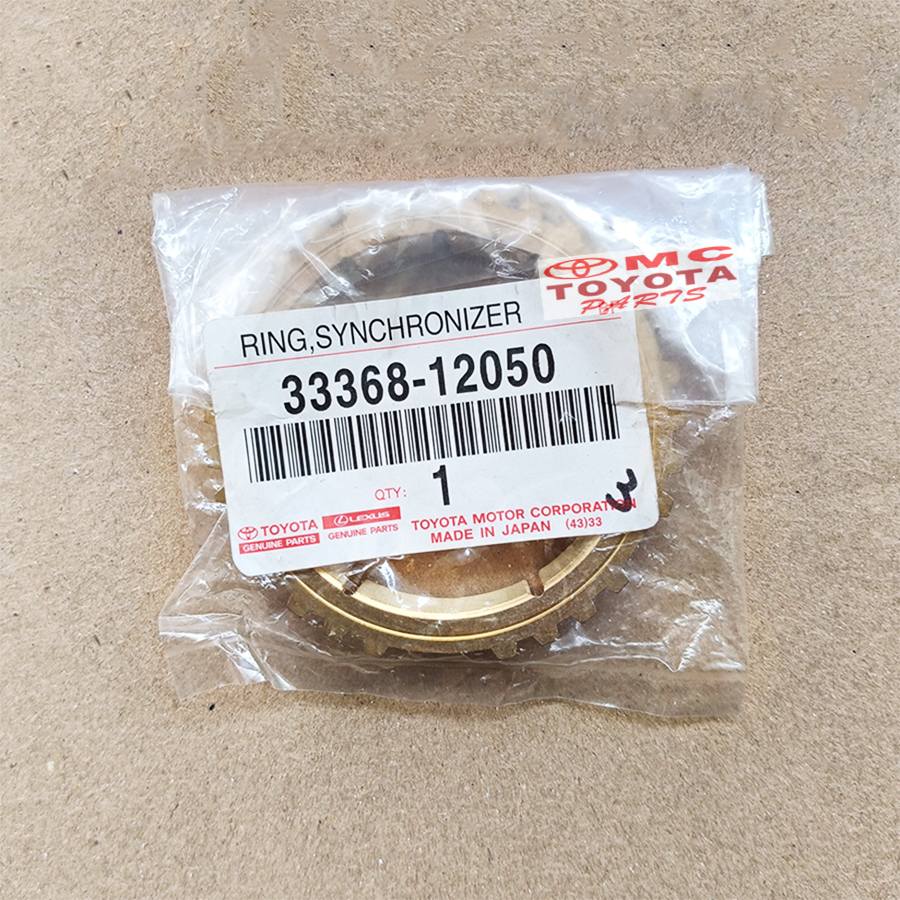 MC
TOYOTA
PARTS
RING,SYNCHRONIZER
33368-12050
QTY: 1
3
TOYOTA
GENUINE PARTS
LEXUS
GENUINE PARTS
TOYOTA MOTOR CORPORATION
MADE IN JAPAN (43)33